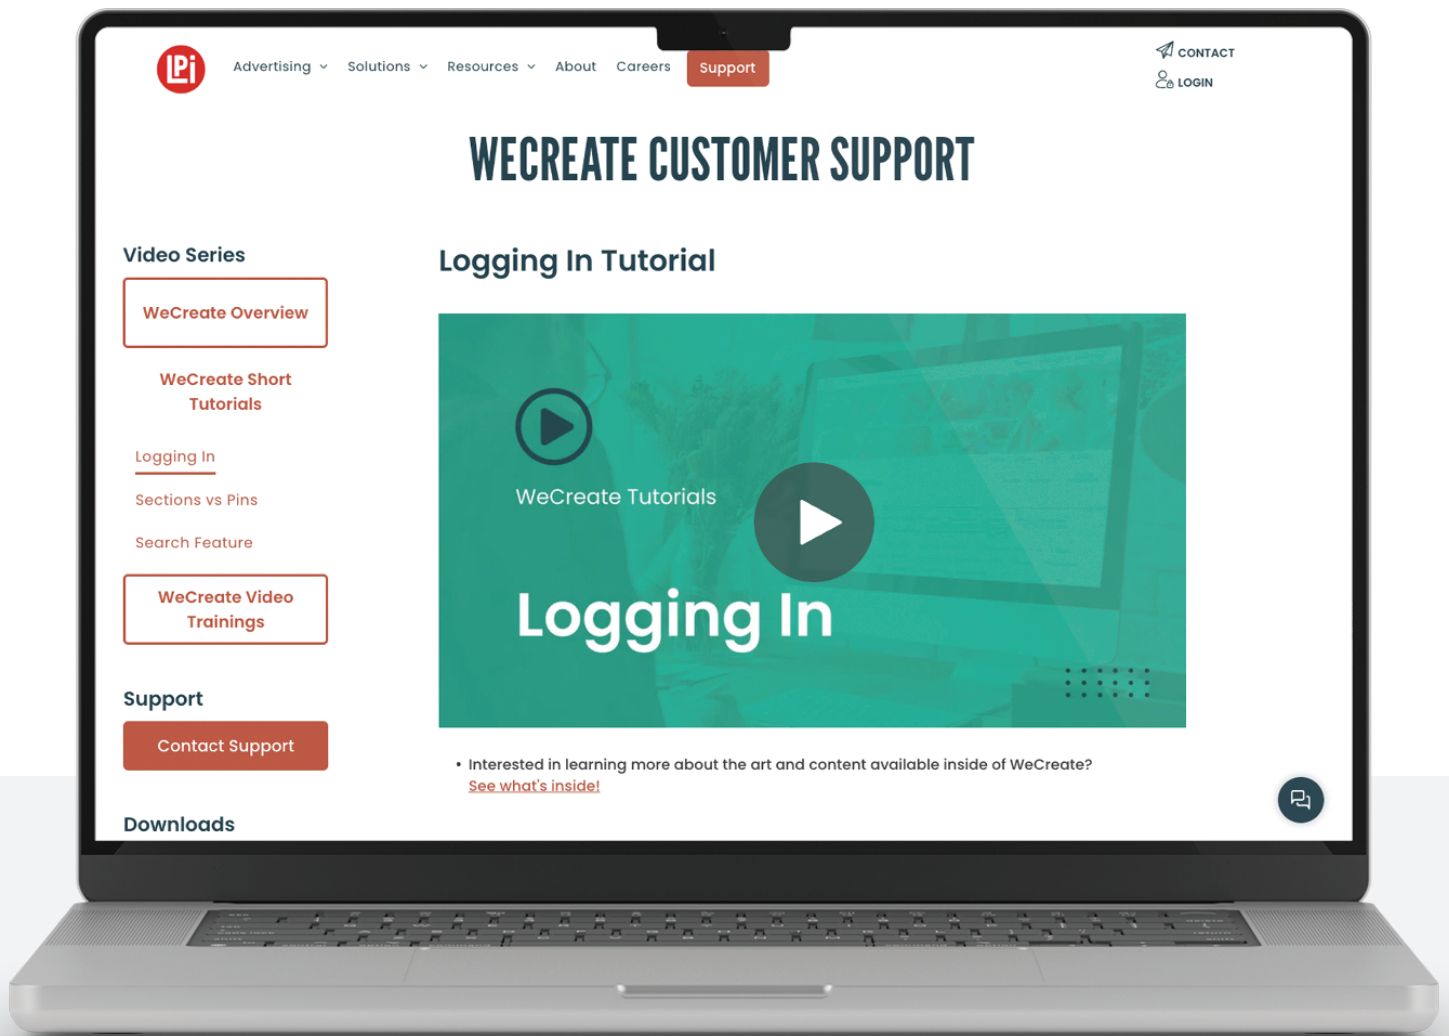 LPi
Advertising
Solutions
Resources
About
Careers
Support
CONTACT
LOGIN
WECREATE CUSTOMER SUPPORT
Video Series
WeCreate Overview
WeCreate Short
Tutorials
Logging In
Sections vs Pins
Search Feature
WeCreate Video
Trainings
Support
Contact Support
Downloads
Logging In Tutorial
WeCreate Tutorials
Logging In
• Interested in learning more about the art and content available inside of WeCreate?
See what's inside!